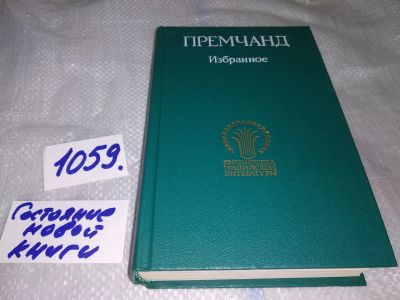 ПРЕМЧАНД
Избранное
БИБЛИОТЕКА
ИНДИЙСКОЙ
ЛИТЕРАТУРЫ
1059.
Состояние
новой
книги